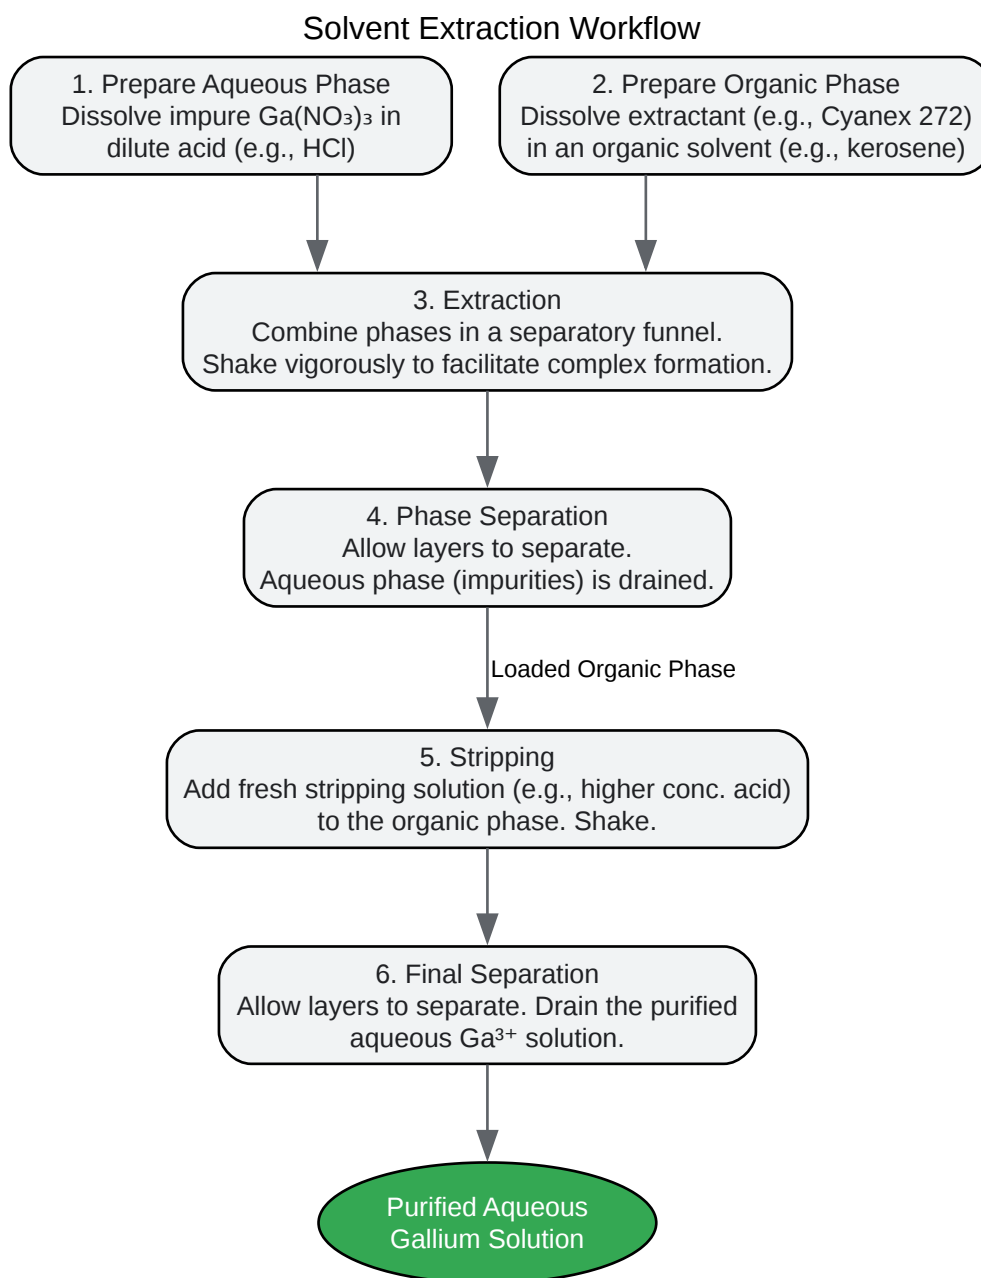 Solvent Extraction Workflow
1. Prepare Aqueous Phase
Dissolve impure Ga(NO₃)₃ in
dilute acid (e.g., HCl)
2. Prepare Organic Phase
Dissolve extractant (e.g., Cyanex 272)
in an organic solvent (e.g., kerosene)
3. Extraction
Combine phases in a separatory funnel.
Shake vigorously to facilitate complex formation.
4. Phase Separation
Allow layers to separate.
Aqueous phase (impurities) is drained.
Loaded Organic Phase
5. Stripping
Add fresh stripping solution (e.g., higher conc. acid)
to the organic phase. Shake.
6. Final Separation
Allow layers to separate. Drain the purified
aqueous Ga³⁺ solution.
Purified Aqueous
Gallium Solution